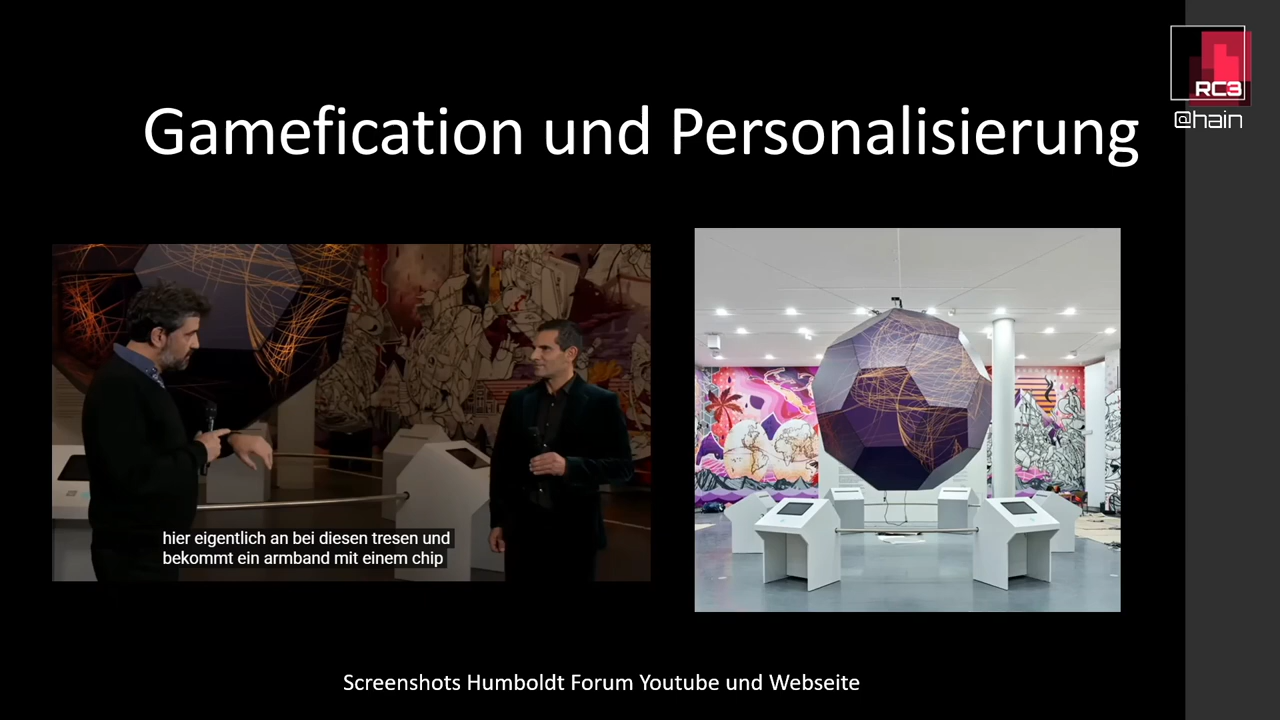 RC3
@hain
Gamefication und Personalisierung
hier eigentlich an bei diesen tresen und
bekommt ein armband mit einem chip
Screenshots Humboldt Forum Youtube und Webseite